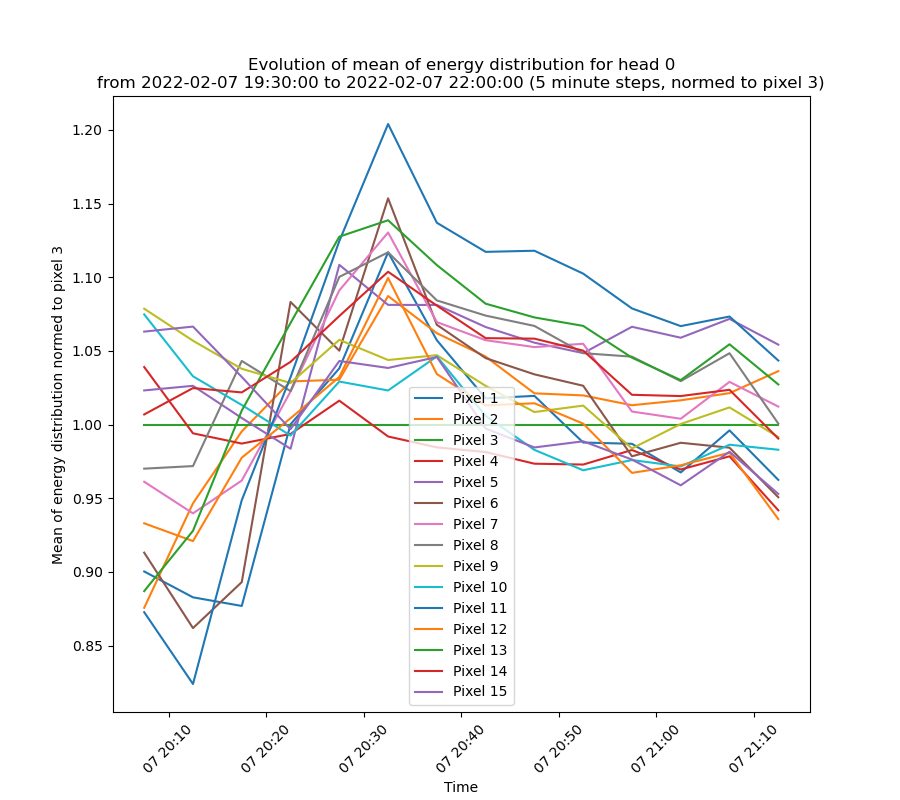 Evolution of mean of energy distribution for head 0
from 2022-02-07 19:30:00 to 2022-02-07 22:00:00 (5 minute steps, normed to pixel 3)
Mean of energy distribution normed to pixel 3
1.20
1.15
1.10
1.05
1.00
0.95
0.90
0.85
Pixel 1
Pixel 2
Pixel 3
Pixel 4
Pixel 5
Pixel 6
Pixel 7
Pixel 8
Pixel 9
Pixel 10
Pixel 11
Pixel 12
Pixel 13
Pixel 14
Pixel 15
07 20:10
07 20:20
07 20:30
07 20:40
07 20:50
07 21:00
07 21:10
Time